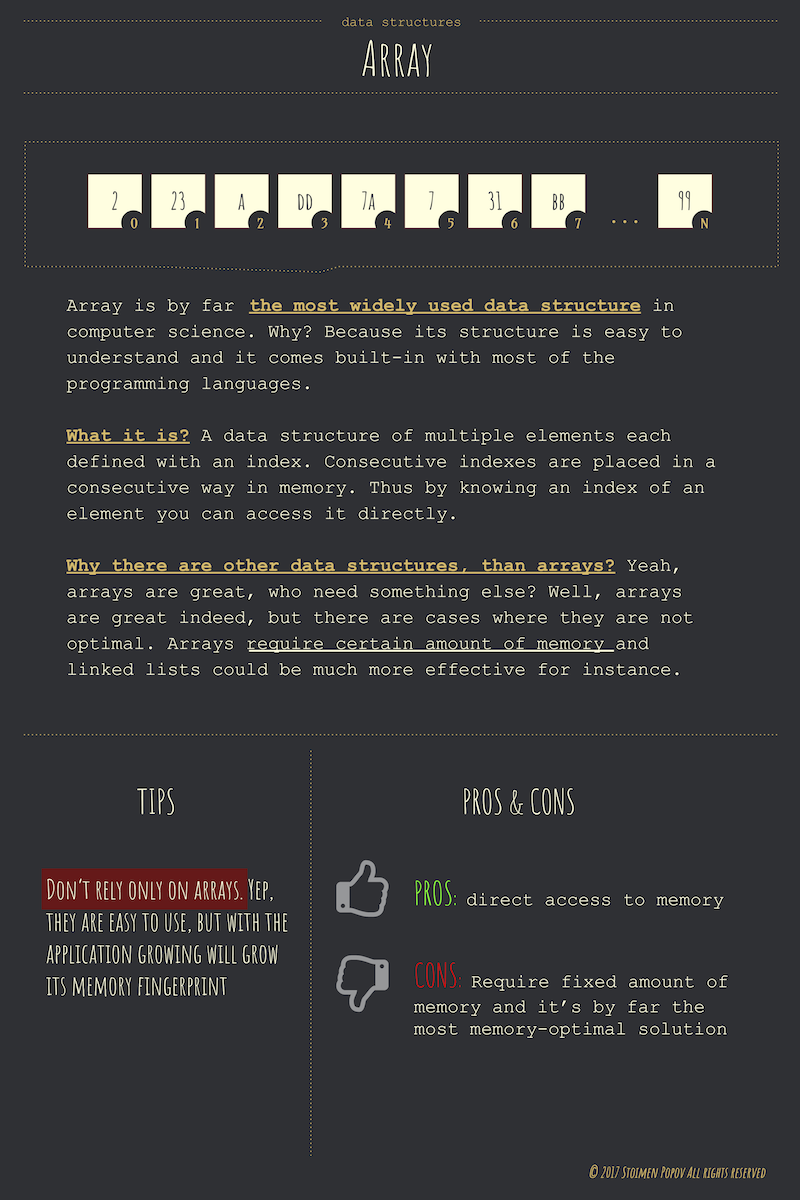 data structures
Array
2 23 A DD 7A 7 31 BB ... 99
0 1 2 3 4 5 6 7 N
Array is by far the most widely used data structure in
computer science. Why? Because its structure is easy to
understand and it comes built-in with most of the
programming languages.
What it is? A data structure of multiple elements each
defined with an index. Consecutive indexes are placed in a
consecutive way in memory. Thus by knowing an index of an
element you can access it directly.
Why there are other data structures, than arrays? Yeah,
arrays are great, who need something else? Well, arrays
are great indeed, but there are cases where they are not
optimal. Arrays require certain amount of memory and
linked lists could be much more effective for instance.
TIPS
Don't rely only on arrays. Yep,
they are easy to use, but with the
application growing will grow
its memory fingerprint
PROS & CONS
PROS: direct access to memory
CONS: Require fixed amount of
memory and it's by far the
most memory-optimal solution
© 2017 Stoimen Popov All rights reserved